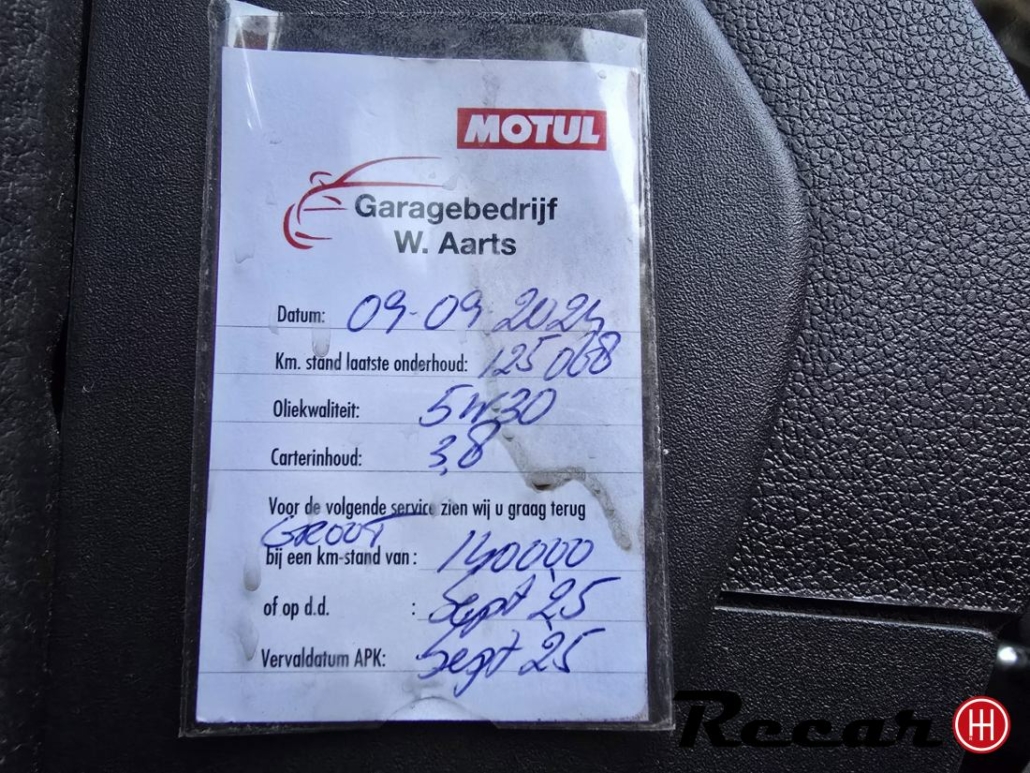 MOTUL
Garagebedrijf
W. Aarts
Datum: 09-09-2024
Km. stand laatste onderhoud: 125068
Oliekwaliteit: 5W30
Carterinhoud: 3,8
Voor de volgende service zien wij u graag terug
GROOT
bij een km-stand van: 140000
of op d.d. : Sept '25
Vervaldatum APK: Sept 25
Recar